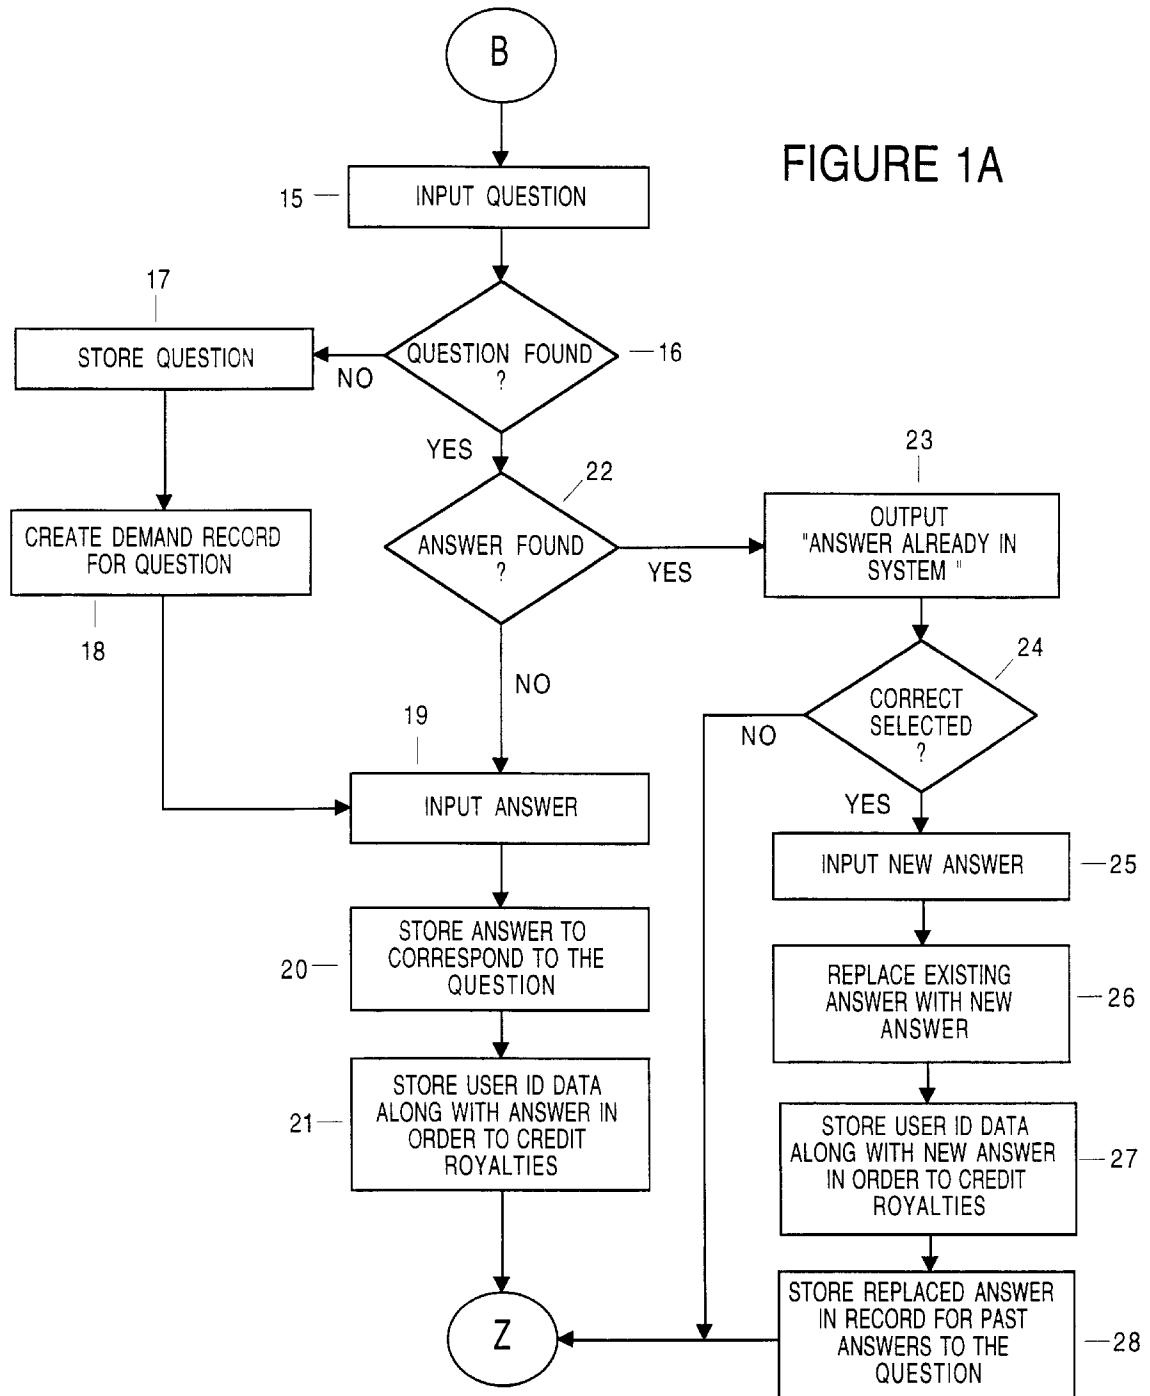 B
FIGURE 1A
15
INPUT QUESTION
17
STORE QUESTION
NO
QUESTION FOUND
?
16
YES
22
23
CREATE DEMAND RECORD
FOR QUESTION
18
ANSWER FOUND
?
YES
OUTPUT
"ANSWER ALREADY IN
SYSTEM "
NO
24
CORRECT
SELECTED
?
NO
YES
19
INPUT ANSWER
INPUT NEW ANSWER
25
20
STORE ANSWER TO
CORRESPOND TO THE
QUESTION
REPLACE EXISTING
ANSWER WITH NEW
ANSWER
26
21
STORE USER ID DATA
ALONG WITH ANSWER IN
ORDER TO CREDIT
ROYALTIES
STORE USER ID DATA
ALONG WITH NEW ANSWER
IN ORDER TO CREDIT
ROYALTIES
27
Z
STORE REPLACED ANSWER
IN RECORD FOR PAST
ANSWERS TO THE
QUESTION
28